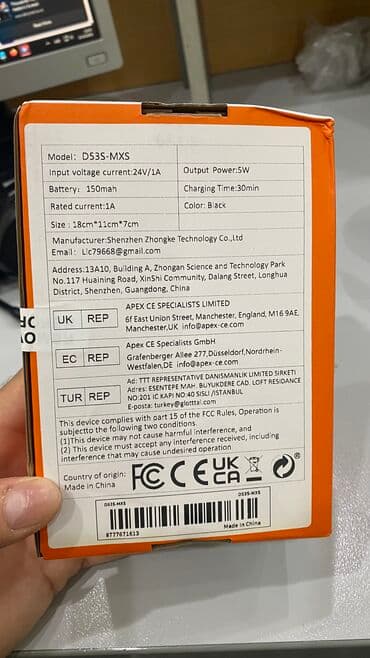 Model: D53S-MXS
Input voltage current:24V/1A Output Power:5W
Battery: 150mah Charging Time:30min
Rated current:1A Color: Black
Size : 18cm*11cm*7cm
Manufacturer:Shenzhen Zhongke Technology Co.,Ltd
Email: Lic79668@gmail.com
Address:13A10, Building A, Zhongan Science and Technology Park
No.117 Huaining Road, XinShi Community, Dalang Street, Longhua
District, Shenzhen, Guangdong, China
UK REP
APEX CE SPECIALISTS LIMITED
6f East Union Street, Manchester, England, M16 9AE,
Manchester,UK info@apex-ce.com
EC REP
Apex CE Specialists GmbH
Grafenberger Allee 277,Düsseldorf,Nordrhein-
Westfalen,DE info@apex-ce.com
TUR REP
Ad: TTT REPRESENTATIVE DANISMANLIK LIMITED SIRKETI
Adres: ESENTEPE MAH. BUYUKDERE CAD. LOFT RESIDANCE
NO:201 IC KAPI NO:40 SISLI /ISTANBUL
E-posta: turkey@glotttal.com
This device complies with part 15 of the FCC Rules, Operation is
subjectto the following two conditions
(1)This device may not cause harmful interference, and
(2) This device must accept any interference received, including
interference that may cause undesired operation
Country of origin:
Made in China
FC CE UK
CA
D53S-MXS D53S-MXS
8777671613 Made in China